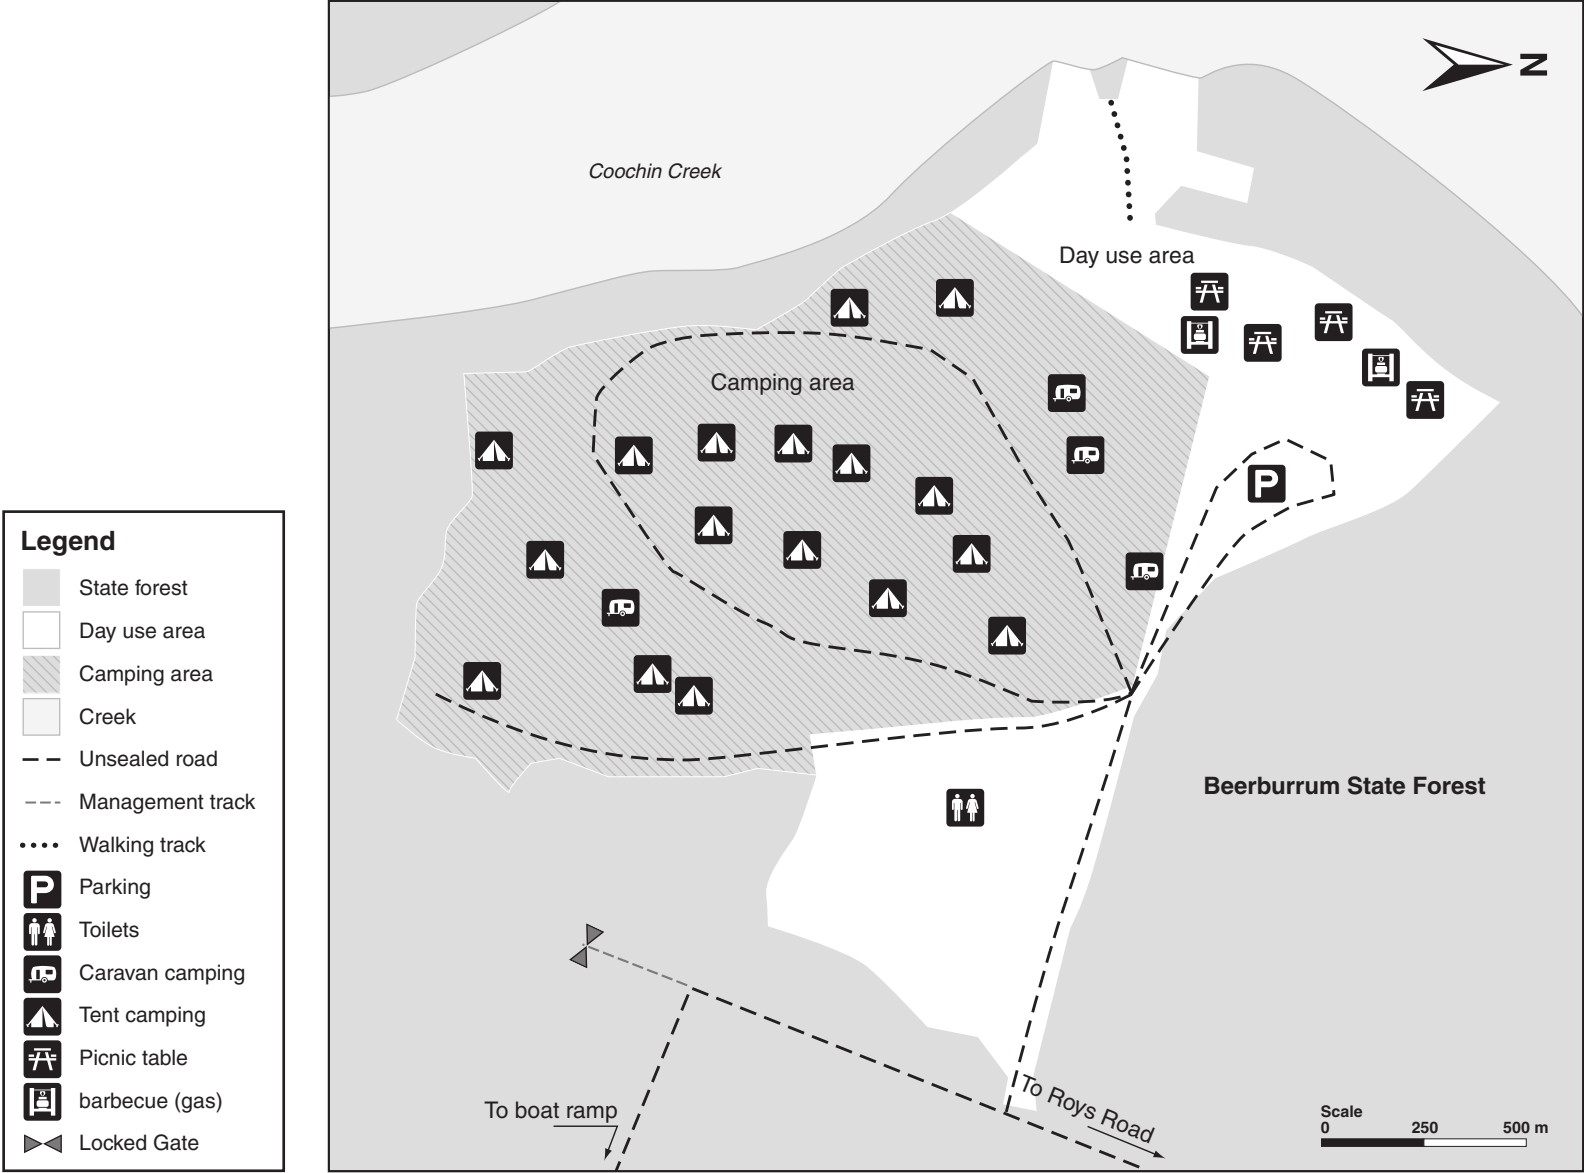 N
Coochin Creek
Day use area
Camping area
P
Legend
State forest
Day use area
Camping area
Creek
Unsealed road
Management track
Walking track
P Parking
Toilets
Caravan camping
Tent camping
Picnic table
barbecue (gas)
Locked Gate
Beerburrum State Forest
To boat ramp
To Roys Road
Scale
0 250 500 m